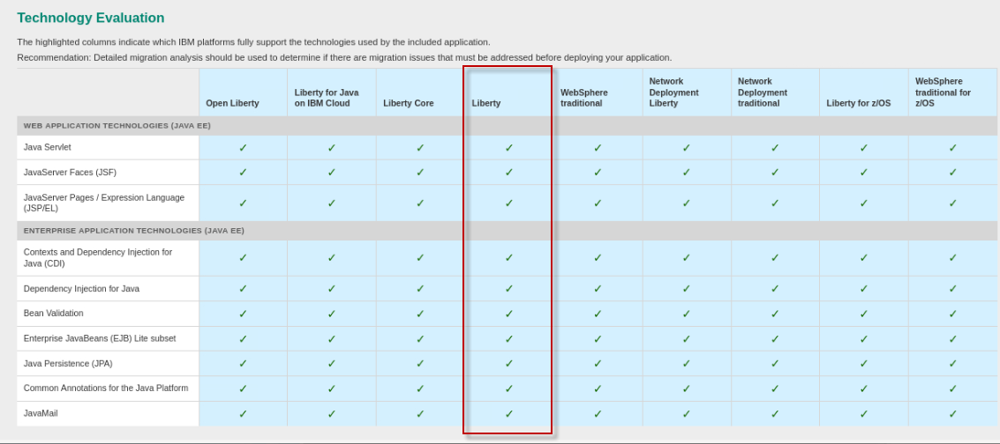 Technology Evaluation
The highlighted columns indicate which IBM platforms fully support the technologies used by the included application.
Recommendation: Detailed migration analysis should be used to determine if there are migration issues that must be addressed before deploying your application.
Open Liberty
Liberty for Java
on IBM Cloud
Liberty Core
Liberty
WebSphere
traditional
Network
Deployment
Liberty
Network
Deployment
traditional
Liberty for z/OS
WebSphere
traditional for
z/OS
WEB APPLICATION TECHNOLOGIES (JAVA EE)
Java Servlet ✓ ✓ ✓ ✓ ✓ ✓ ✓ ✓ ✓
JavaServer Faces (JSF) ✓ ✓ ✓ ✓ ✓ ✓ ✓ ✓ ✓
JavaServer Pages / Expression Language
(JSP/EL) ✓ ✓ ✓ ✓ ✓ ✓ ✓ ✓ ✓
ENTERPRISE APPLICATION TECHNOLOGIES (JAVA EE)
Contexts and Dependency Injection for
Java (CDI) ✓ ✓ ✓ ✓ ✓ ✓ ✓ ✓ ✓
Dependency Injection for Java ✓ ✓ ✓ ✓ ✓ ✓ ✓ ✓ ✓
Bean Validation ✓ ✓ ✓ ✓ ✓ ✓ ✓ ✓ ✓
Enterprise JavaBeans (EJB) Lite subset ✓ ✓ ✓ ✓ ✓ ✓ ✓ ✓ ✓
Java Persistence (JPA) ✓ ✓ ✓ ✓ ✓ ✓ ✓ ✓ ✓
Common Annotations for the Java Platform ✓ ✓ ✓ ✓ ✓ ✓ ✓ ✓ ✓
JavaMail ✓ ✓ ✓ ✓ ✓ ✓ ✓ ✓ ✓